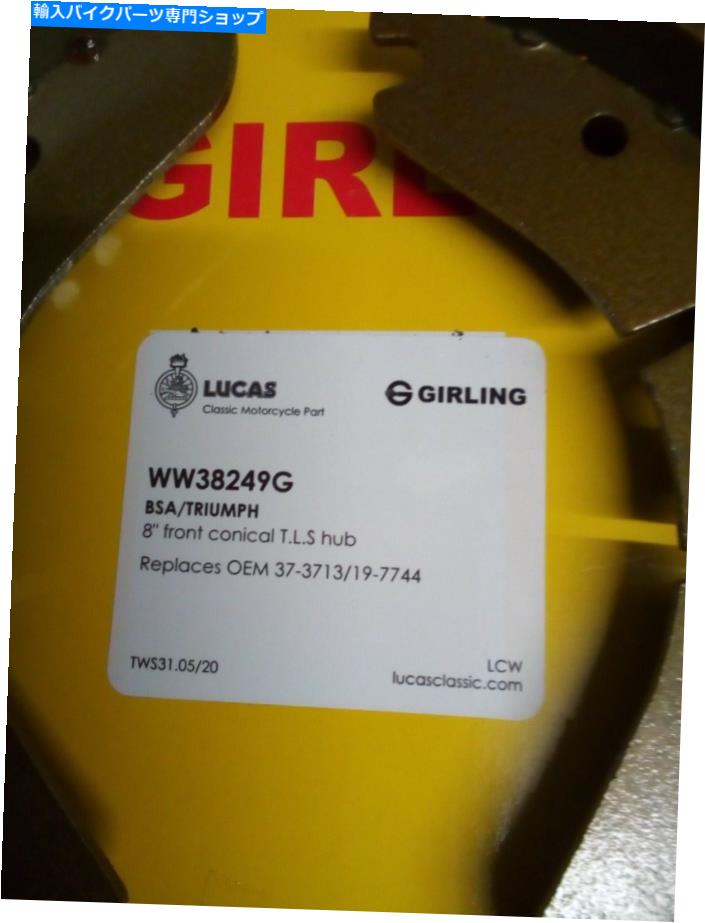 輸入バイクパーツ専門ショップ
GIRL
LUCAS
Classic Motorcycle Part
GIRLING
WW38249G
BSA/TRIUMPH
8" front conical T.L.S hub
Replaces OEM 37-3713/19-7744
TWS31.05/20
LCW
lucasclassic.com